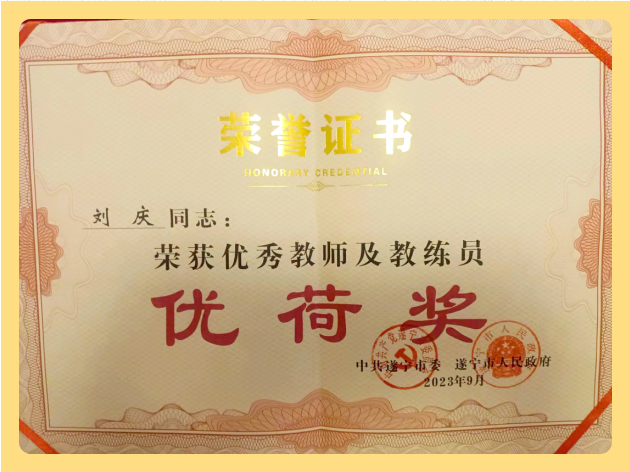 荣誉证书
HONORARY CREDENTIAL
刘 庆 同志：
荣获优秀教师及教练员
优荷奖
中共遂宁市委 遂宁市人民政府
2023年9月